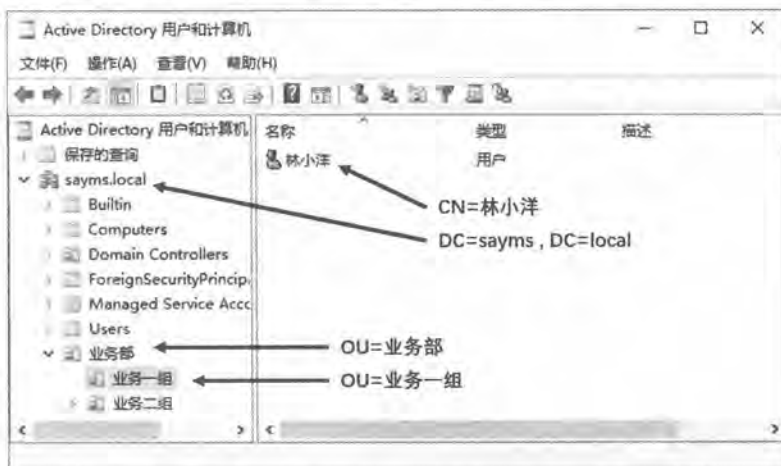 Active Directory 用户和计算机
文件(F) 操作(A) 查看(V) 帮助(H)
Active Directory 用户和计算机
保存的查询
sayms.local
Builtin
Computers
Domain Controllers
ForeignSecurityPrincip
Managed Service Acc
Users
业务部
业务一组
业务二组
名称 类型 描述
林小洋 用户
CN=林小洋
DC=sayms , DC=local
OU=业务部
OU=业务一组